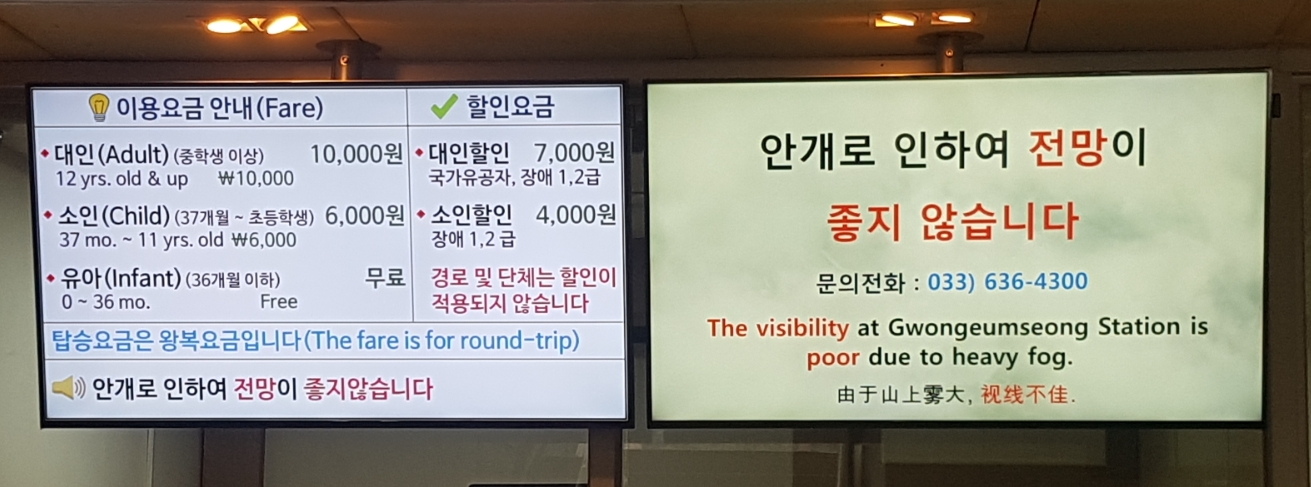 이용요금 안내(Fare)
할인요금
대인(Adult) (중학생 이상) 10,000원
12 yrs. old & up ₩10,000
소인(Child) (37개월 ~ 초등학생) 6,000원
37 mo. ~ 11 yrs. old ₩6,000
유아(Infant) (36개월 이하) 무료
0 ~ 36 mo. Free
대인할인 7,000원
국가유공자, 장애 1,2급
소인할인 4,000원
장애 1,2 급
경로 및 단체는 할인이
적용되지 않습니다
탑승요금은 왕복요금입니다(The fare is for round-trip)
안개로 인하여 전망이 좋지않습니다
안개로 인하여 전망이
좋지 않습니다
문의전화 : 033) 636-4300
The visibility at Gwongeumseong Station is
poor due to heavy fog.
由于山上雾大, 视线不佳.